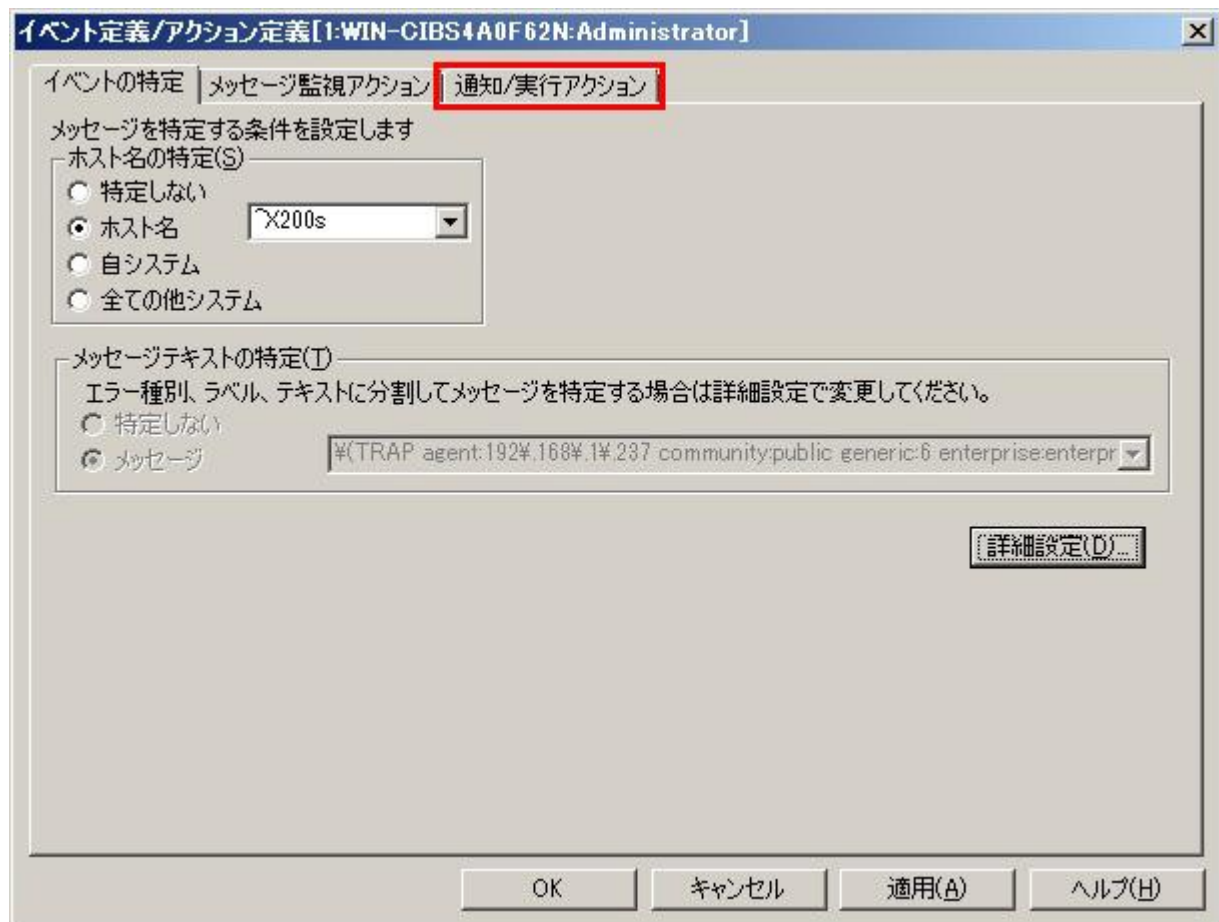 イベント定義/アクション定義[1:WIN-CIBS4A0F62N:Administrator]
イベントの特定 メッセージ監視アクション 通知/実行アクション
メッセージを特定する条件を設定します
ホスト名の特定(S)
特定しない
ホスト名 ^X200s
自システム
全ての他システム
メッセージテキストの特定(T)
エラー種別、ラベル、テキストに分割してメッセージを特定する場合は詳細設定で変更してください。
特定しない
メッセージ ¥(TRAP agent:192¥.168¥.1¥.237 community:public generic:6 enterprise:enterpr
詳細設定(D)...
OK キャンセル 適用(A) ヘルプ(H)